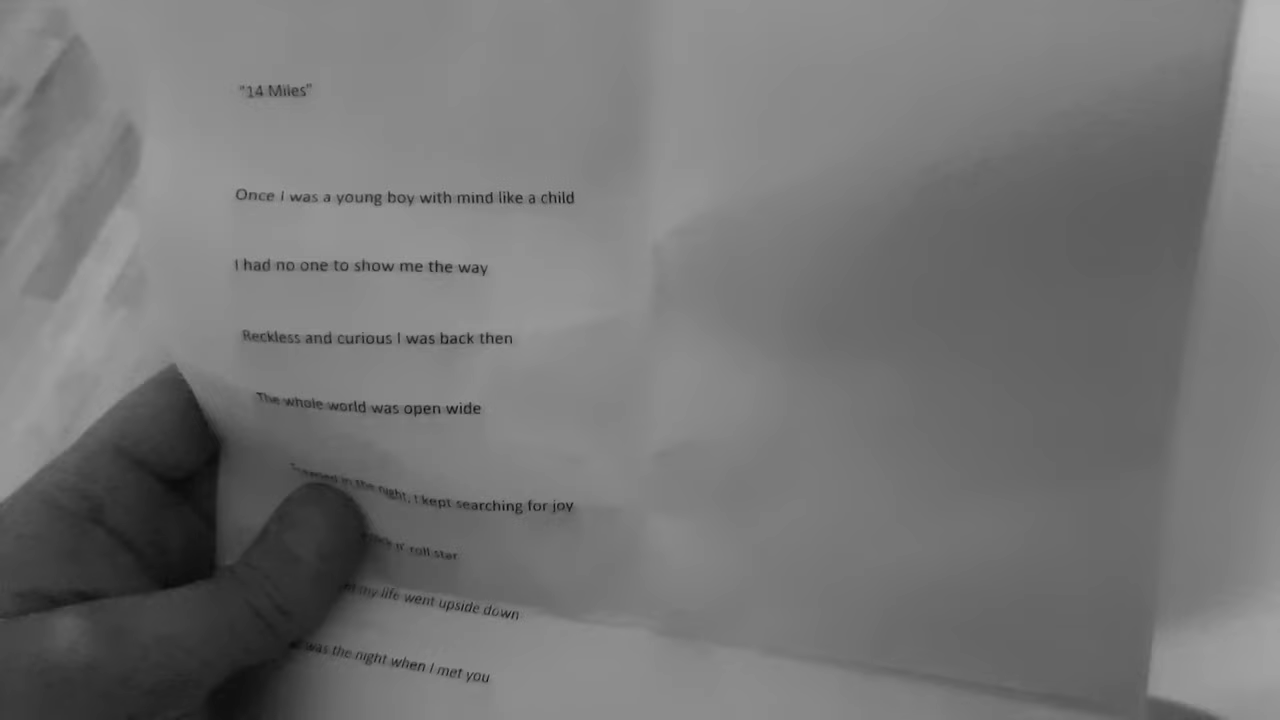 "14 Miles"
Once I was a young boy with mind like a child
I had no one to show me the way
Reckless and curious I was back then
The whole world was open wide
in the night, I kept searching for joy
n' roll star
my life went upside down
was the night when I met you